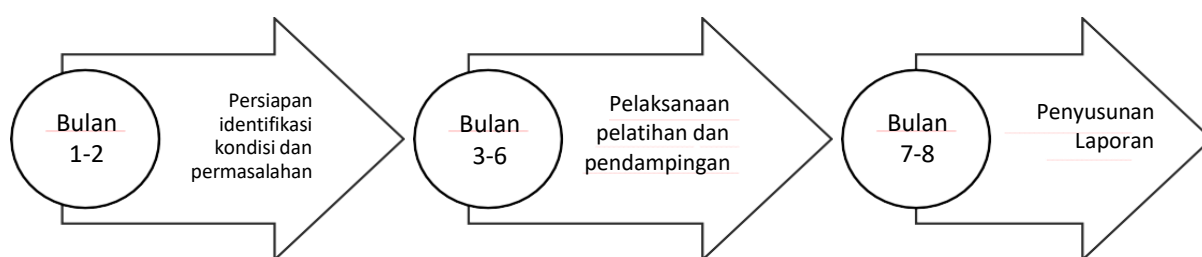 Bulan
1-2
Persiapan
identifikasi
kondisi dan
permasalahan
Bulan
3-6
Pelaksanaan
pelatihan dan
pendampingan
Bulan
7-8
Penyusunan
Laporan